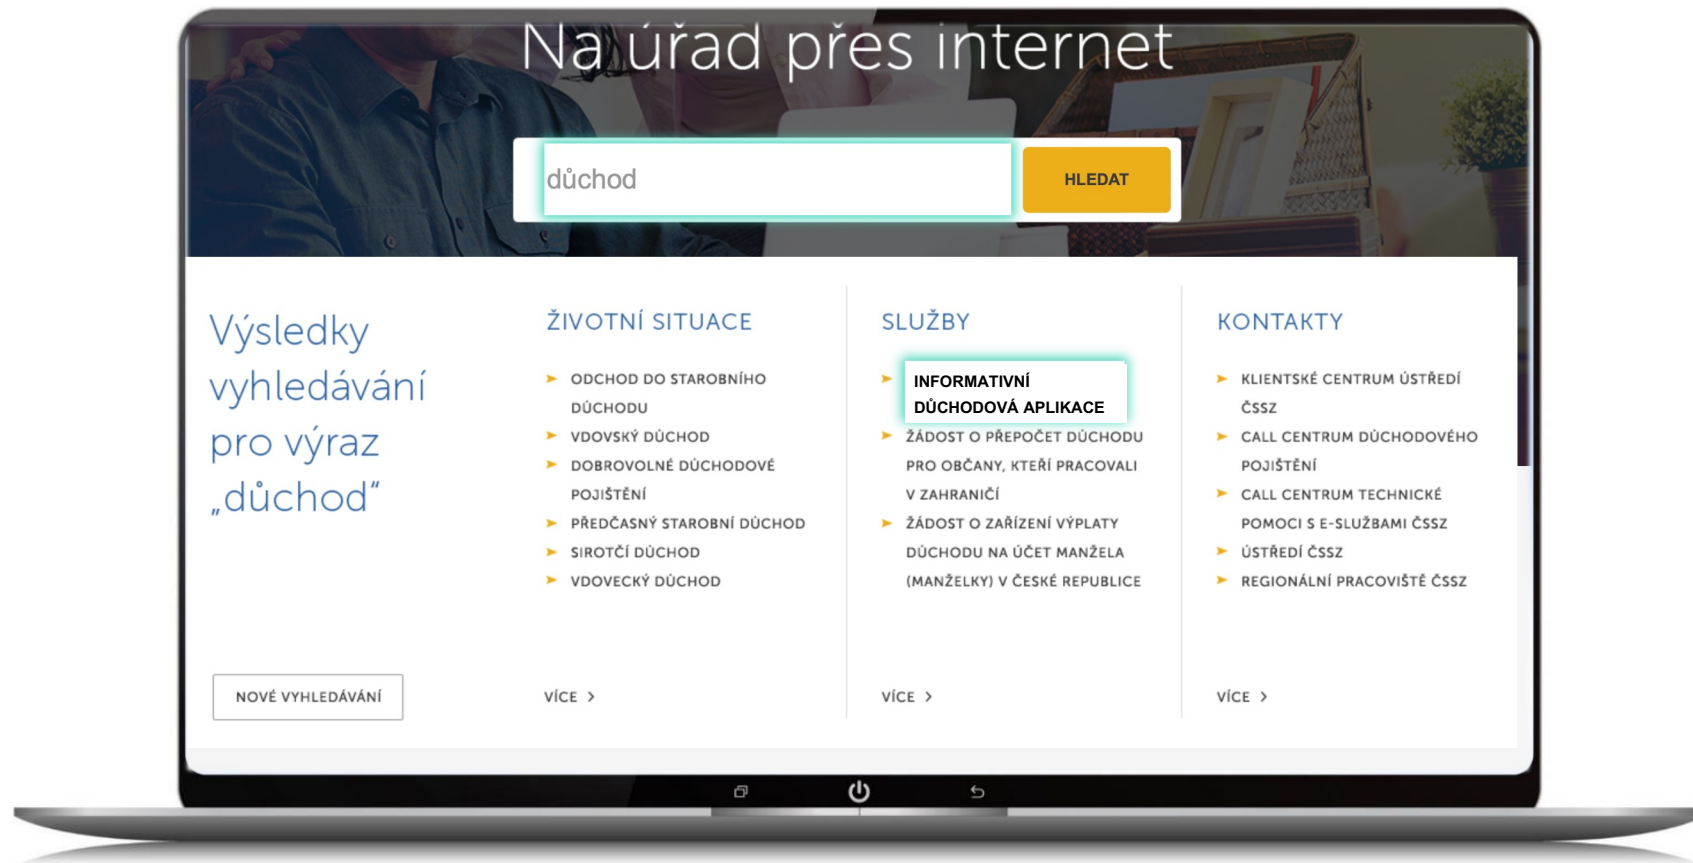 Na úřad přes internet
důchod
HLEDAT
Výsledky
vyhledávání
pro výraz
„důchod“
NOVÉ VYHLEDÁVÁNÍ
ŽIVOTNÍ SITUACE
➤ ODCHOD DO STAROBNÍHO
DŮCHODU
➤ VDOVSKÝ DŮCHOD
➤ DOBROVOLNÉ DŮCHODOVÉ
POJIŠTĚNÍ
➤ PŘEDČASNÝ STAROBNÍ DŮCHOD
➤ SIROTČÍ DŮCHOD
➤ VDOVECKÝ DŮCHOD
VÍCE >
SLUŽBY
➤ INFORMATIVNÍ
DŮCHODOVÁ APLIKACE
➤ ŽÁDOST O PŘEPOČET DŮCHODU
PRO OBČANY, KTEŘÍ PRACOVALI
V ZAHRANIČÍ
➤ ŽÁDOST O ZAŘÍZENÍ VÝPLATY
DŮCHODU NA ÚČET MANŽELA
(MANŽELKY) V ČESKÉ REPUBLICE
VÍCE >
KONTAKTY
➤ KLIENTSKÉ CENTRUM ÚSTŘEDÍ
ČSSZ
➤ CALL CENTRUM DŮCHODOVÉHO
POJIŠTĚNÍ
➤ CALL CENTRUM TECHNICKÉ
POMOCI S E-SLUŽBAMI ČSSZ
➤ ÚSTŘEDÍ ČSSZ
➤ REGIONÁLNÍ PRACOVIŠTĚ ČSSZ
VÍCE >